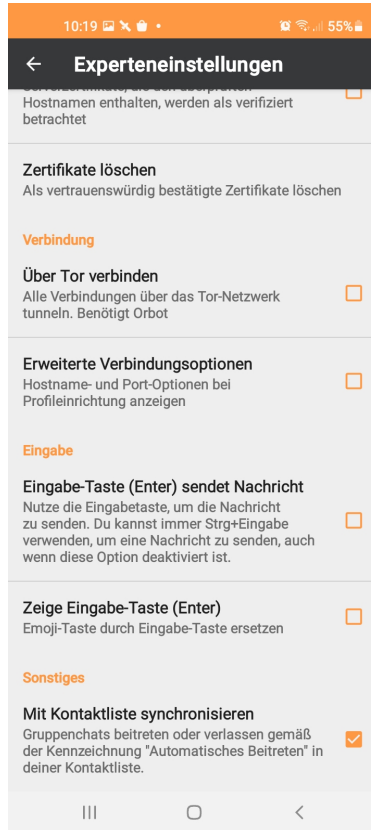 10:19
55%
Experteneinstellungen
Hostnamen enthalten, werden als verifiziert
betrachtet
Zertifikate löschen
Als vertrauenswürdig bestätigte Zertifikate löschen
Verbindung
Über Tor verbinden
Alle Verbindungen über das Tor-Netzwerk
tunneln. Benötigt Orbot
Erweiterte Verbindungsoptionen
Hostname- und Port-Optionen bei
Profileinrichtung anzeigen
Eingabe
Eingabe-Taste (Enter) sendet Nachricht
Nutze die Eingabetaste, um die Nachricht
zu senden. Du kannst immer Strg+Eingabe
verwenden, um eine Nachricht zu senden, auch
wenn diese Option deaktiviert ist.
Zeige Eingabe-Taste (Enter)
Emoji-Taste durch Eingabe-Taste ersetzen
Sonstiges
Mit Kontaktliste synchronisieren
Gruppenchats beitreten oder verlassen gemäß
der Kennzeichnung "Automatisches Beitreten" in
deiner Kontaktliste.